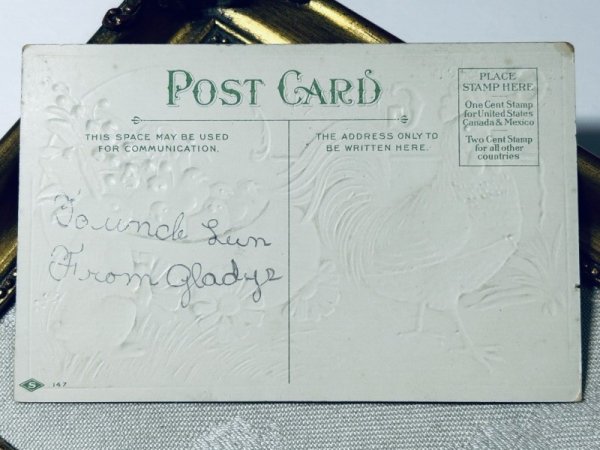 POST CARD
PLACE
STAMP HERE
One Cent Stamp
for United States
Canada & Mexico
Two Cent Stamp
for all other
countries
THIS SPACE MAY BE USED
FOR COMMUNICATION.
THE ADDRESS ONLY TO
BE WRITTEN HERE.
To uncle Lun
From Gladys
S 147